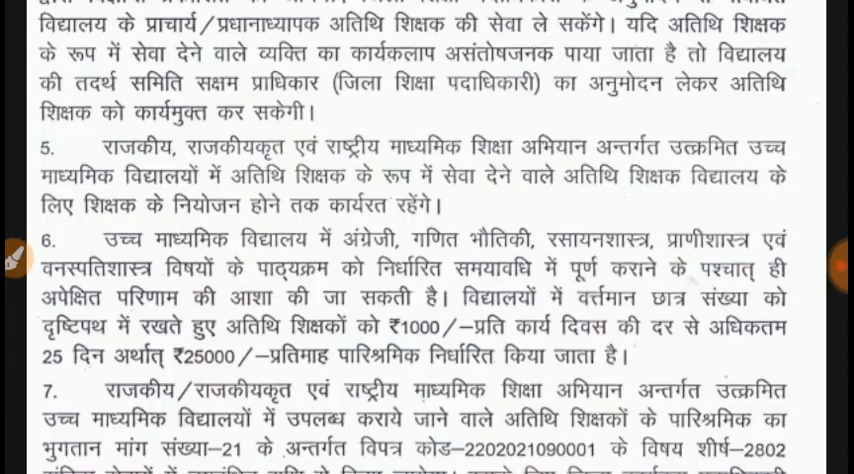 विद्यालय के प्राचार्य/प्रधानाध्यापक अतिथि शिक्षक की सेवा ले सकेंगे। यदि अतिथि शिक्षक
के रूप में सेवा देने वाले व्यक्ति का कार्यकलाप असंतोषजनक पाया जाता है तो विद्यालय
की तदर्थ समिति सक्षम प्राधिकार (जिला शिक्षा पदाधिकारी) का अनुमोदन लेकर अतिथि
शिक्षक को कार्यमुक्त कर सकेगी।
5. राजकीय, राजकीयकृत एवं राष्ट्रीय माध्यमिक शिक्षा अभियान अन्तर्गत उत्क्रमित उच्च
माध्यमिक विद्यालयों में अतिथि शिक्षक के रूप में सेवा देने वाले अतिथि शिक्षक विद्यालय के
लिए शिक्षक के नियोजन होने तक कार्यरत रहेंगे।
6. उच्च माध्यमिक विद्यालय में अंग्रेजी, गणित भौतिकी, रसायनशास्त्र, प्राणीशास्त्र एवं
वनस्पतिशास्त्र विषयों के पाठ्यक्रम को निर्धारित समयावधि में पूर्ण कराने के पश्चात् ही
अपेक्षित परिणाम की आशा की जा सकती है। विद्यालयों में वर्त्तमान छात्र संख्या को
दृष्टिपथ में रखते हुए अतिथि शिक्षकों को ₹1000/–प्रति कार्य दिवस की दर से अधिकतम
25 दिन अर्थात् ₹25000/–प्रतिमाह पारिश्रमिक निर्धारित किया जाता है।
7. राजकीय/राजकीयकृत एवं राष्ट्रीय माध्यमिक शिक्षा अभियान अन्तर्गत उत्क्रमित
उच्च माध्यमिक विद्यालयों में उपलब्ध कराये जाने वाले अतिथि शिक्षकों के पारिश्रमिक का
भुगतान मांग संख्या–21 के अन्तर्गत विपत्र कोड–2202021090001 के विषय शीर्ष–2802